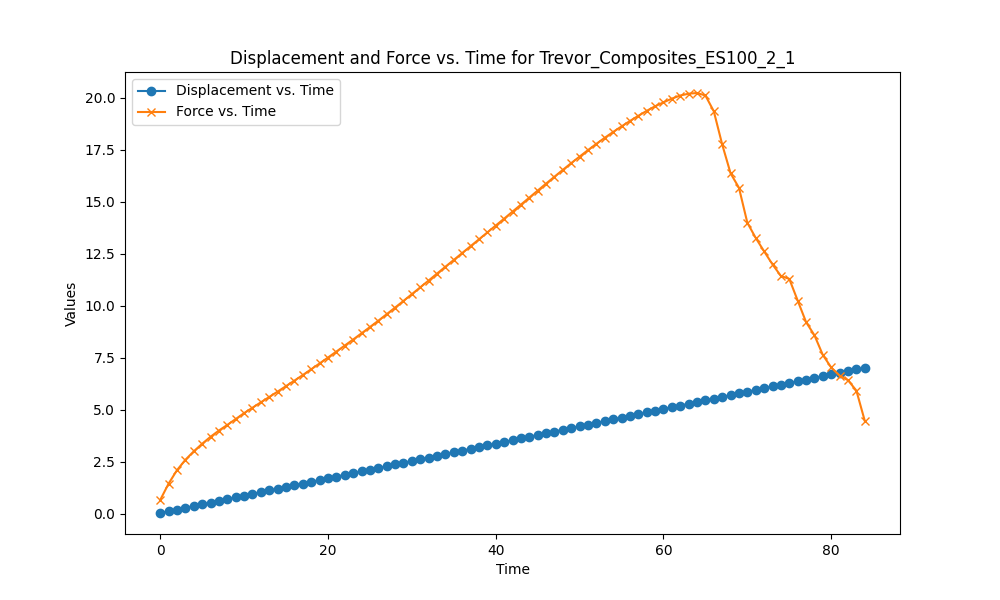 Displacement and Force vs. Time for Trevor_Composites_ES100_2_1
Displacement vs. Time
Force vs. Time
20.0
17.5
15.0
12.5
10.0
7.5
5.0
2.5
0.0
Values
0 20 40 60 80
Time